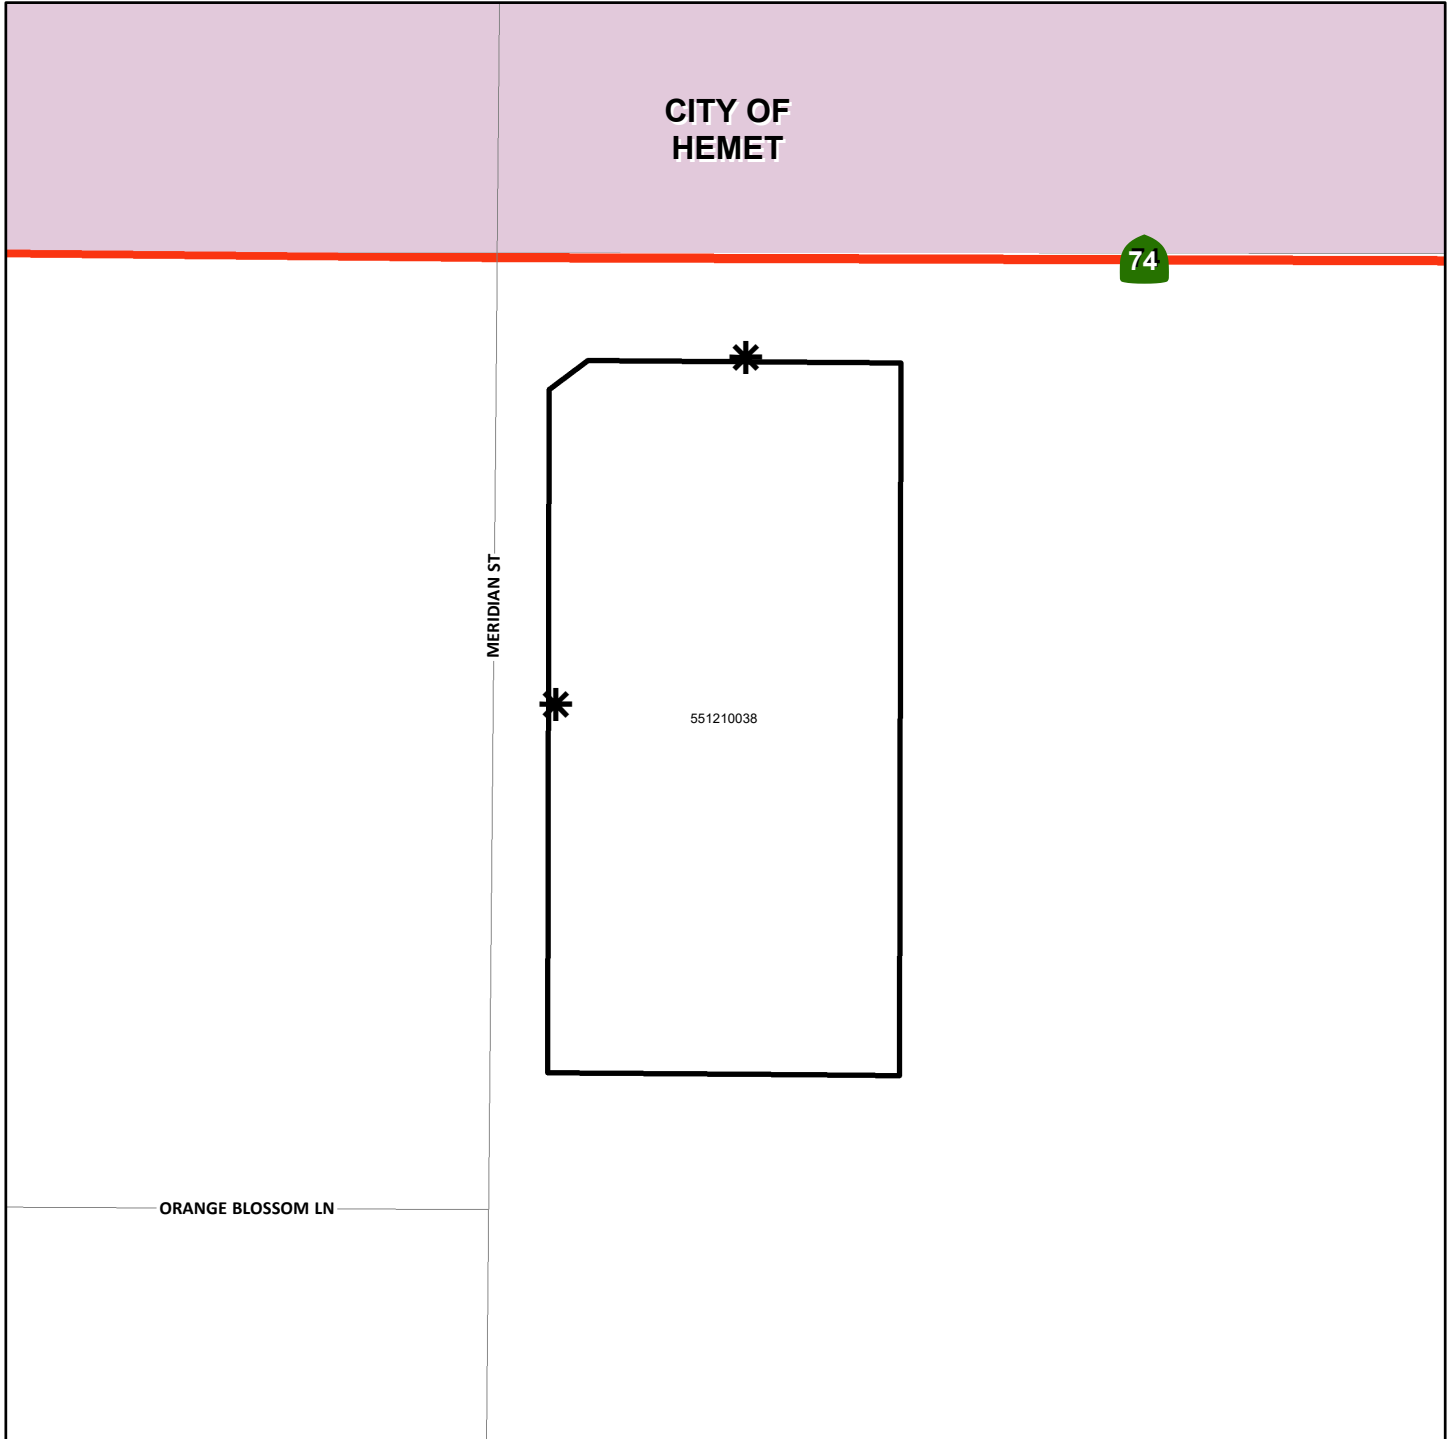 CITY OF
HEMET
74
MERIDIAN ST
551210038
ORANGE BLOSSOM LN